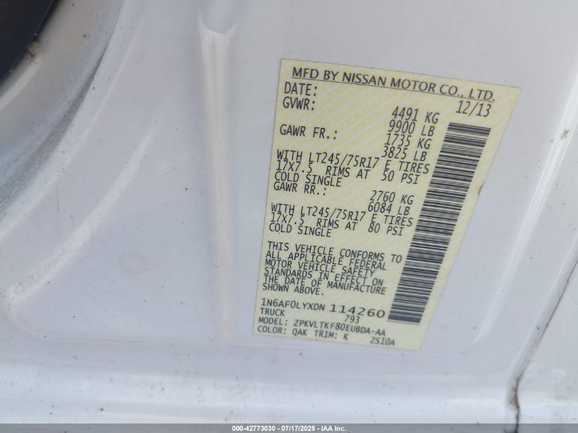 MFD BY NISSAN MOTOR CO., LTD.
DATE: 12/13
GVWR: 4491 KG
9900 LB
GAWR FR.: 1735 KG
3825 LB
WITH LT245/75R17 E TIRES
17X7.5 RIMS AT 50 PSI
COLD SINGLE
GAWR RR.: 2760 KG
6084 LB
WITH LT245/75R17 E TIRES
17X7.5 RIMS AT 80 PSI
COLD SINGLE
THIS VEHICLE CONFORMS TO
ALL APPLICABLE FEDERAL
MOTOR VEHICLE SAFETY
STANDARDS IN EFFECT ON
THE DATE OF MANUFACTURE
SHOWN ABOVE.
1N6AF0LYXDN 114260
TRUCK 793
MODEL: ZPKVLTKF80EUBDA-AA
COLOR: QAK TRIM: K 2S10A
000-42773030 - 07/17/2025 - IAA Inc.